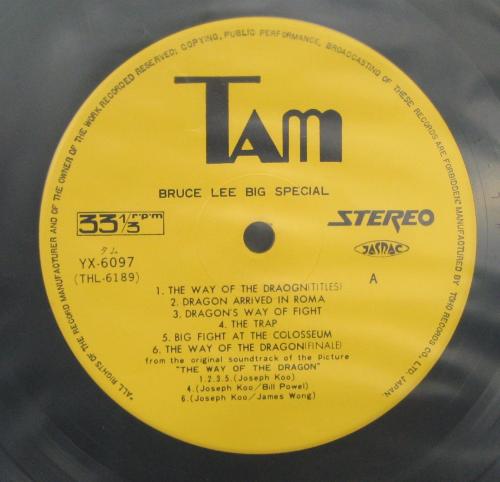 *ALL RIGHTS OF THE RECORD MANUFACTURER AND OF THE OWNER OF THE WORK RECORDED RESERVED; COPYING, PUBLIC PERFORMANCE, BROADCASTING OF THESE RECORDS ARE FORBIDDEN; MANUFACTURED BY TOHO RECORDS CO., LTD. JAPAN.
TAM
BRUCE LEE BIG SPECIAL
33 1/3 r·p·m
STEREO
タム
YX-6097
(THL-6189)
JASRAC
A
1. THE WAY OF THE DRAOGN(TITLES)
2. DRAGON ARRIVED IN ROMA
3. DRAGON'S WAY OF FIGHT
4. THE TRAP
5. BIG FIGHT AT THE COLOSSEUM
6. THE WAY OF THE DRAGON(FINALE)
from the original soundtrack of the picture
"THE WAY OF THE DRAGON"
1.2.3.5.(Joseph Koo)
4.(Joseph Koo/Bill Powel)
6.(Joseph Koo/James Wong)